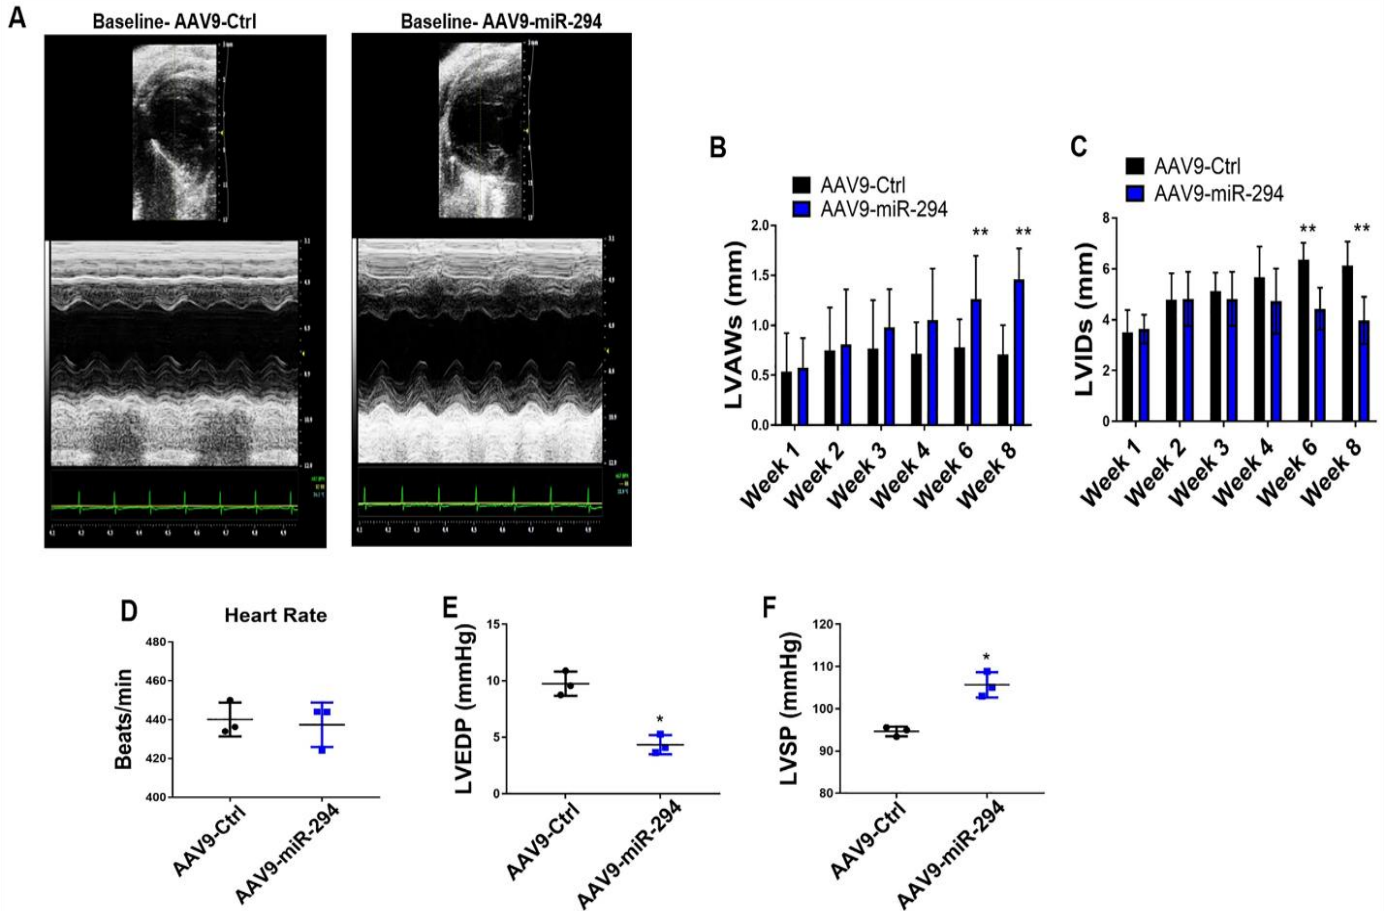 A
Baseline- AAV9-Ctrl
Baseline- AAV9-miR-294
B
AAV9-Ctrl
AAV9-miR-294
LVAWs (mm)
2.0
1.5
1.0
0.5
0.0
**
**
Week 1
Week 2
Week 3
Week 4
Week 6
Week 8
C
AAV9-Ctrl
AAV9-miR-294
LVIDs (mm)
8
6
4
2
0
**
**
Week 1
Week 2
Week 3
Week 4
Week 6
Week 8
D
Heart Rate
Beats/min
480
460
440
420
400
AAV9-Ctrl
AAV9-miR-294
E
LVEDP (mmHg)
15
10
5
0
*
AAV9-Ctrl
AAV9-miR-294
F
LVSP (mmHg)
120
110
100
90
80
*
AAV9-Ctrl
AAV9-miR-294